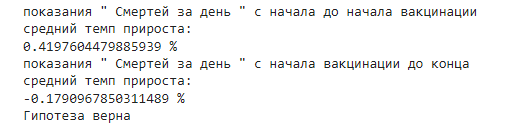 показания " Смертей за день " с начала до начала вакцинации
средний темп прироста:
0.4197604479885939 %
показания " Смертей за день " с начала вакцинации до конца
средний темп прироста:
-0.1790967850311489 %
Гипотеза верна